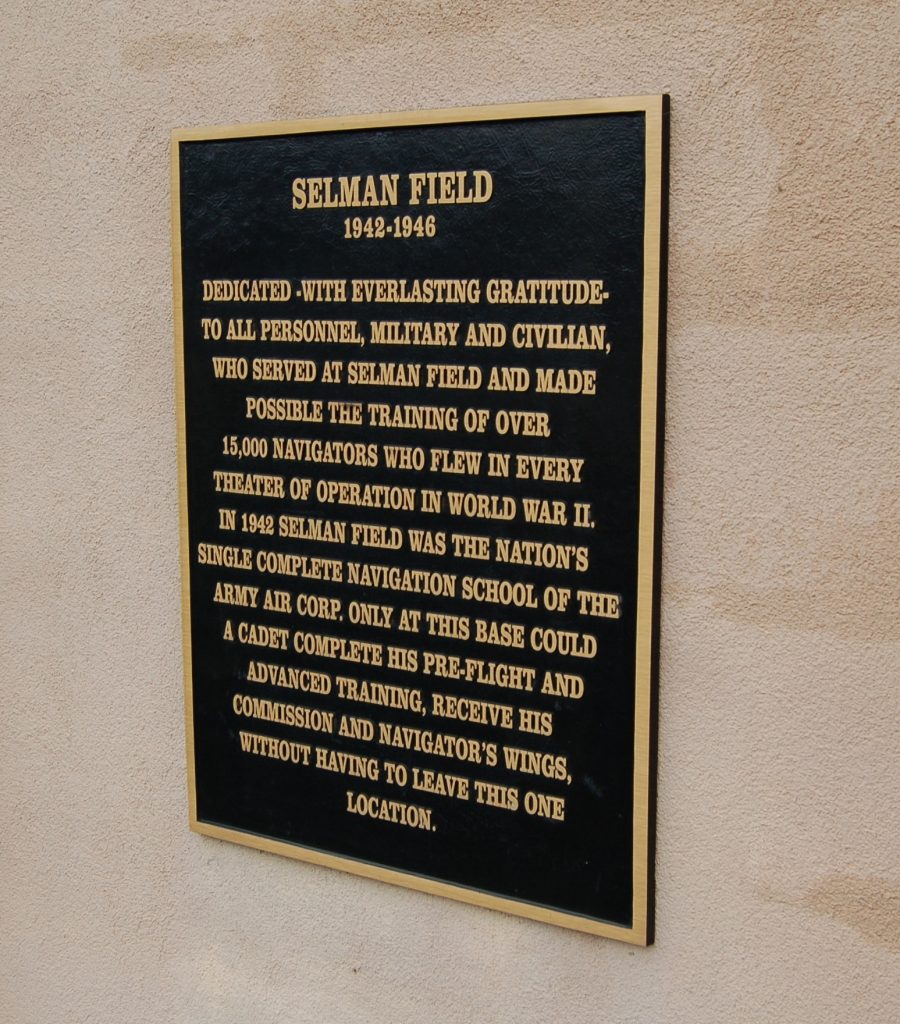 SELMAN FIELD
1942-1946
DEDICATED -WITH EVERLASTING GRATITUDE-
TO ALL PERSONNEL, MILITARY AND CIVILIAN,
WHO SERVED AT SELMAN FIELD AND MADE
POSSIBLE THE TRAINING OF OVER
15,000 NAVIGATORS WHO FLEW IN EVERY
THEATER OF OPERATION IN WORLD WAR II.
IN 1942 SELMAN FIELD WAS THE NATION'S
SINGLE COMPLETE NAVIGATION SCHOOL OF THE
ARMY AIR CORP. ONLY AT THIS BASE COULD
A CADET COMPLETE HIS PRE-FLIGHT AND
ADVANCED TRAINING, RECEIVE HIS
COMMISSION AND NAVIGATOR'S WINGS,
WITHOUT HAVING TO LEAVE THIS ONE
LOCATION.